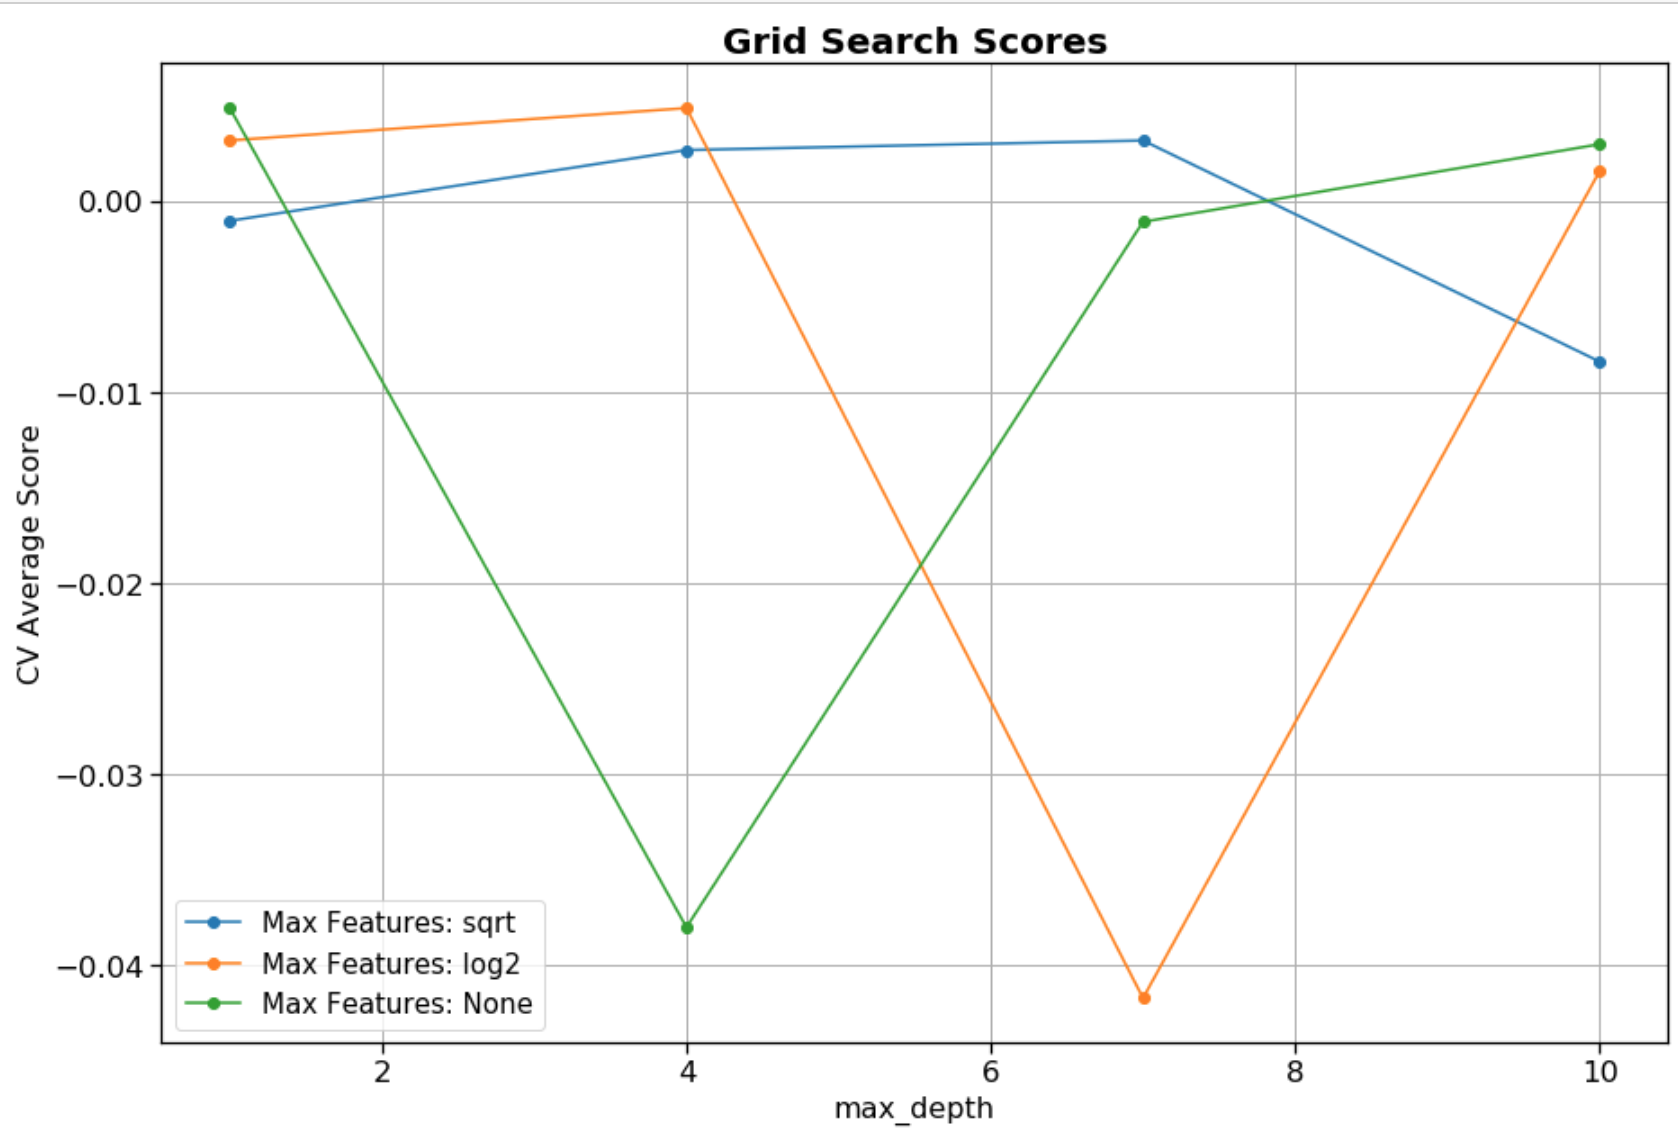 Grid Search Scores
CV Average Score
0.00
−0.01
−0.02
−0.03
−0.04
Max Features: sqrt
Max Features: log2
Max Features: None
2 4 6 8 10
max_depth